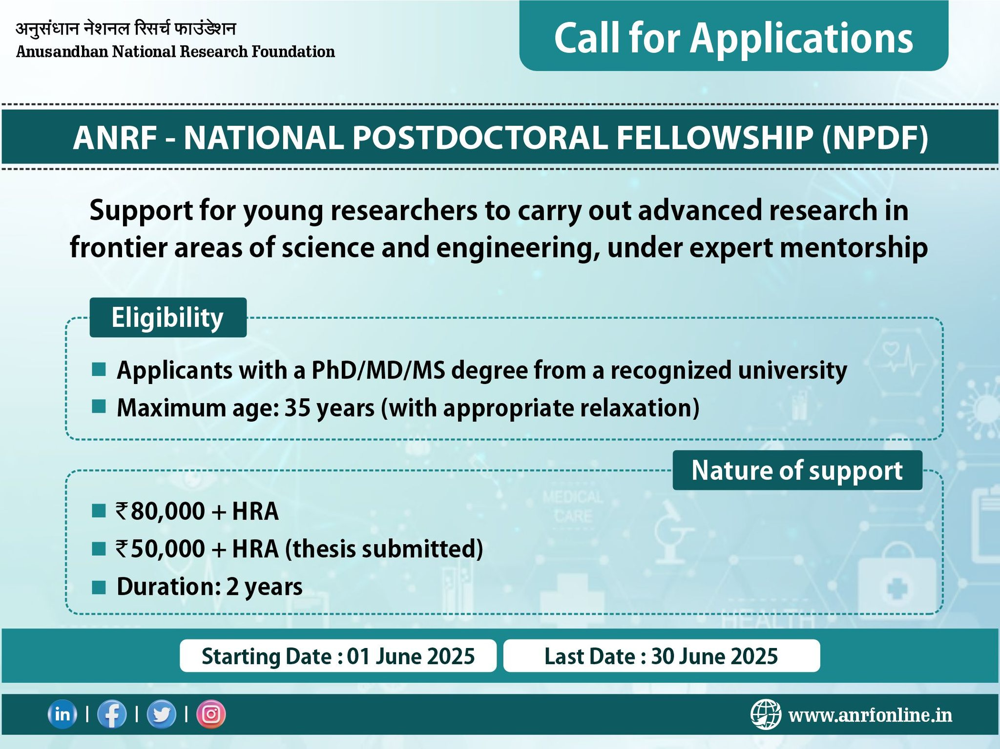 अनुसंधान नेशनल रिसर्च फाउंडेशन
Anusandhan National Research Foundation
Call for Applications
ANRF - NATIONAL POSTDOCTORAL FELLOWSHIP (NPDF)
Support for young researchers to carry out advanced research in
frontier areas of science and engineering, under expert mentorship
Eligibility
Applicants with a PhD/MD/MS degree from a recognized university
Maximum age: 35 years (with appropriate relaxation)
Nature of support
₹80,000 + HRA
₹50,000 + HRA (thesis submitted)
Duration: 2 years
MEDICAL
CARE
HEALTH
Starting Date : 01 June 2025
Last Date : 30 June 2025
in
www.anrfonline.in